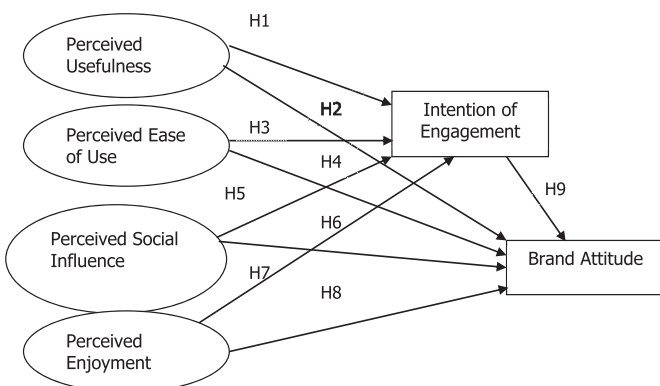 H1
Perceived
Usefulness
H2
Intention of
Engagement
H3
Perceived Ease
of Use
H4
H5
H9
H6
Perceived Social
Influence
Brand Attitude
H7
H8
Perceived
Enjoyment